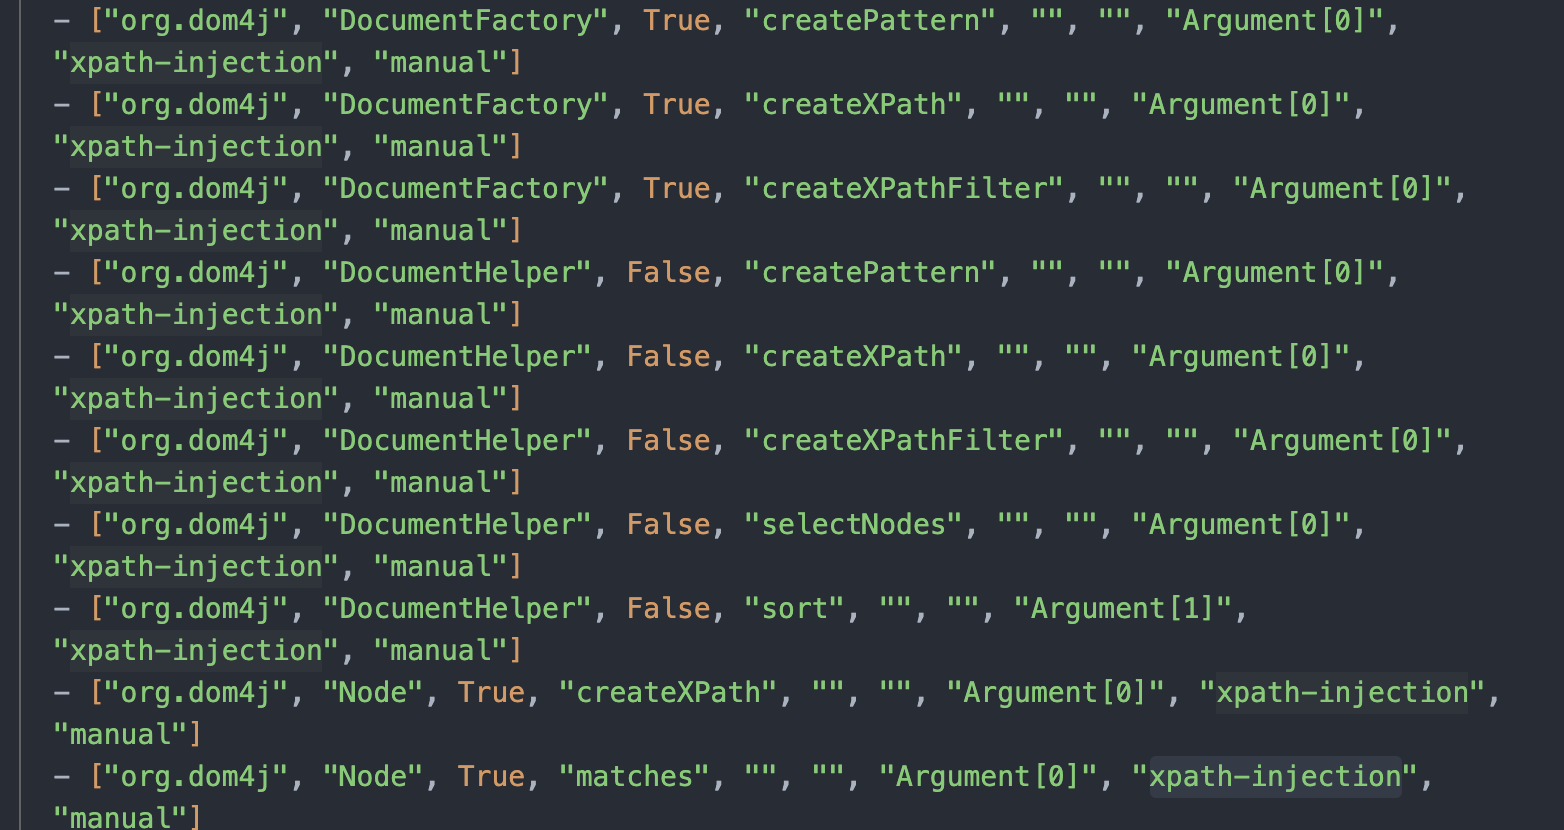 - ["org.dom4j", "DocumentFactory", True, "createPattern", "", "", "Argument[0]",
"xpath-injection", "manual"]
- ["org.dom4j", "DocumentFactory", True, "createXPath", "", "", "Argument[0]",
"xpath-injection", "manual"]
- ["org.dom4j", "DocumentFactory", True, "createXPathFilter", "", "", "Argument[0]",
"xpath-injection", "manual"]
- ["org.dom4j", "DocumentHelper", False, "createPattern", "", "", "Argument[0]",
"xpath-injection", "manual"]
- ["org.dom4j", "DocumentHelper", False, "createXPath", "", "", "Argument[0]",
"xpath-injection", "manual"]
- ["org.dom4j", "DocumentHelper", False, "createXPathFilter", "", "", "Argument[0]",
"xpath-injection", "manual"]
- ["org.dom4j", "DocumentHelper", False, "selectNodes", "", "", "Argument[0]",
"xpath-injection", "manual"]
- ["org.dom4j", "DocumentHelper", False, "sort", "", "", "Argument[1]",
"xpath-injection", "manual"]
- ["org.dom4j", "Node", True, "createXPath", "", "", "Argument[0]", "xpath-injection",
"manual"]
- ["org.dom4j", "Node", True, "matches", "", "", "Argument[0]", "xpath-injection",
"manual"]